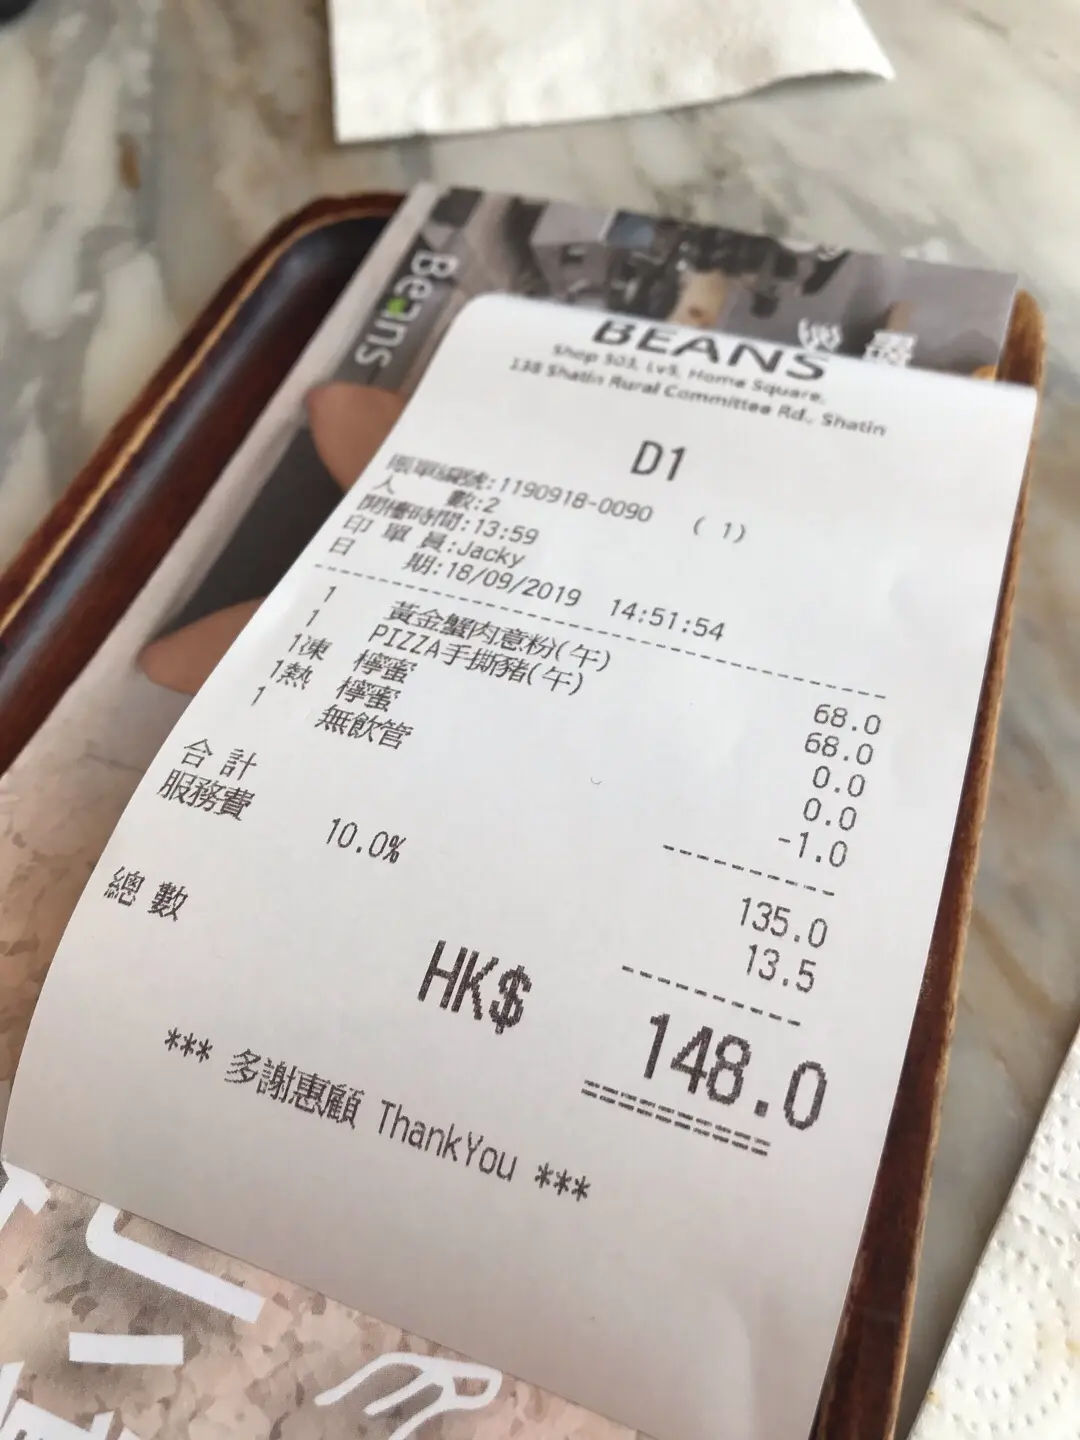 Beans
BEANS
Shop 503, Lv5, Home Square,
138 Shatin Rural Committee Rd., Shatin
D1
賬單編號:1190918-0090 ( 1)
人 數:2
開檯時間:13:59
印 單 員:Jacky
日 期:18/09/2019 14:51:54
1 黃金蟹肉意粉(午) 68.0
1 PIZZA手撕豬(午) 68.0
1凍 檸蜜 0.0
1熱 檸蜜 0.0
1 無飲管 -1.0
合 計 135.0
服務費 10.0% 13.5
總 數 HK$ 148.0
*** 多謝惠顧 ThankYou ***